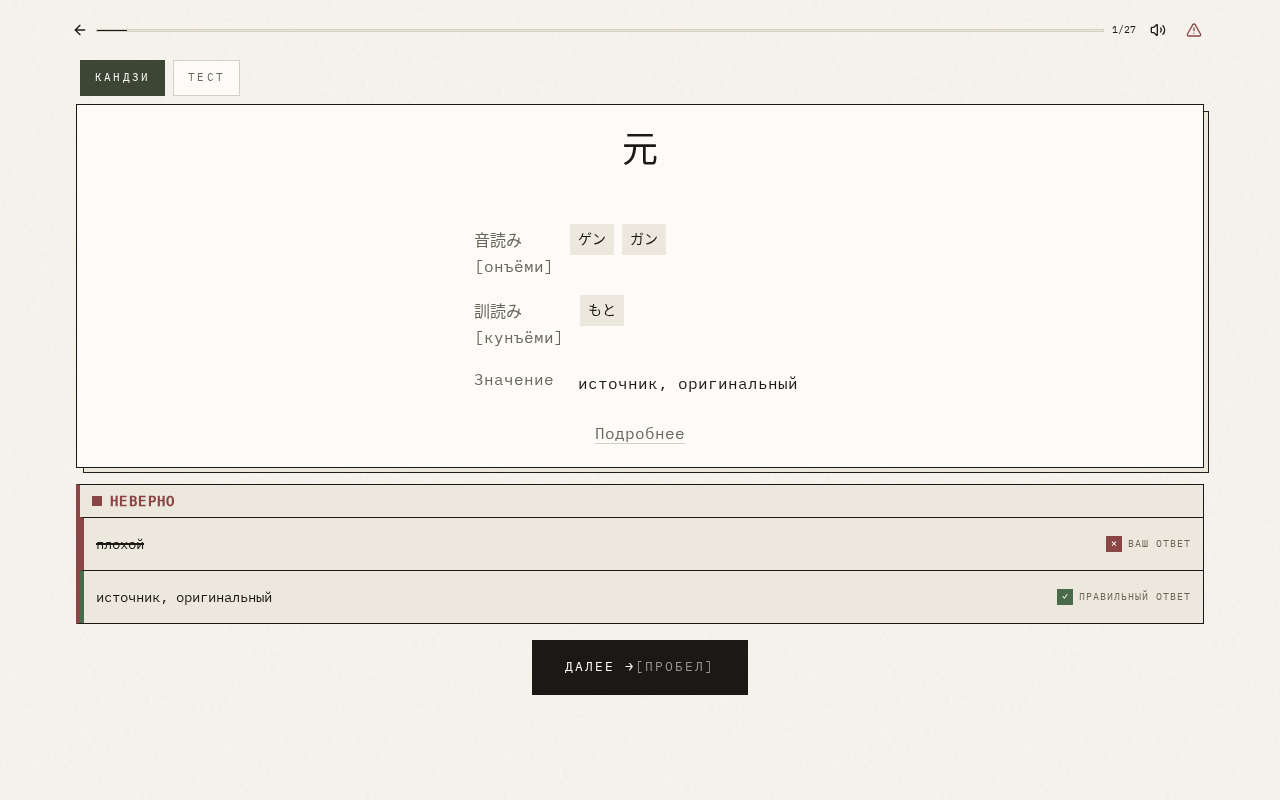 1/27
КАНДЗИ ТЕСТ
元
音読み ゲン ガン
[онъёми]
訓読み もと
[кунъёми]
Значение источник, оригинальный
Подробнее
НЕВЕРНО
плохой ВАШ ОТВЕТ
источник, оригинальный ПРАВИЛЬНЫЙ ОТВЕТ
ДАЛЕЕ →[ПРОБЕЛ]